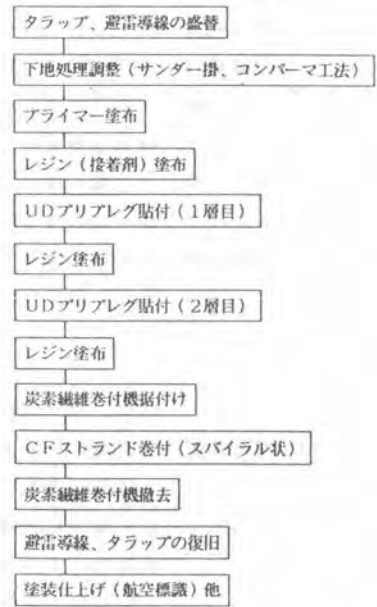 タラップ、避雷導線の盛替
下地処理調整（サンダー掛、コンパーマ工法）
プライマー塗布
レジン（接着剤）塗布
UDプリプレグ貼付（1層目）
レジン塗布
UDプリプレグ貼付（2層目）
レジン塗布
炭素繊維巻付機据付け
CFストランド巻付（スパイラル状）
炭素繊維巻付機撤去
避雷導線、タラップの復旧
塗装仕上げ（航空標識）他